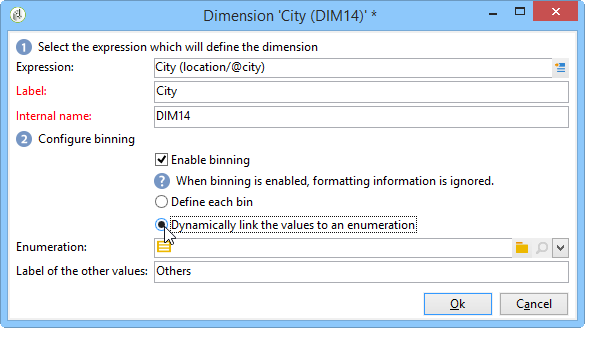 Dimension 'City (DIM14)' *
1 Select the expression which will define the dimension
Expression: City (location/@city)
Label: City
Internal name: DIM14
2 Configure binning
Enable binning
? When binning is enabled, formatting information is ignored.
Define each bin
Dynamically link the values to an enumeration
Enumeration:
Label of the other values: Others
Ok Cancel